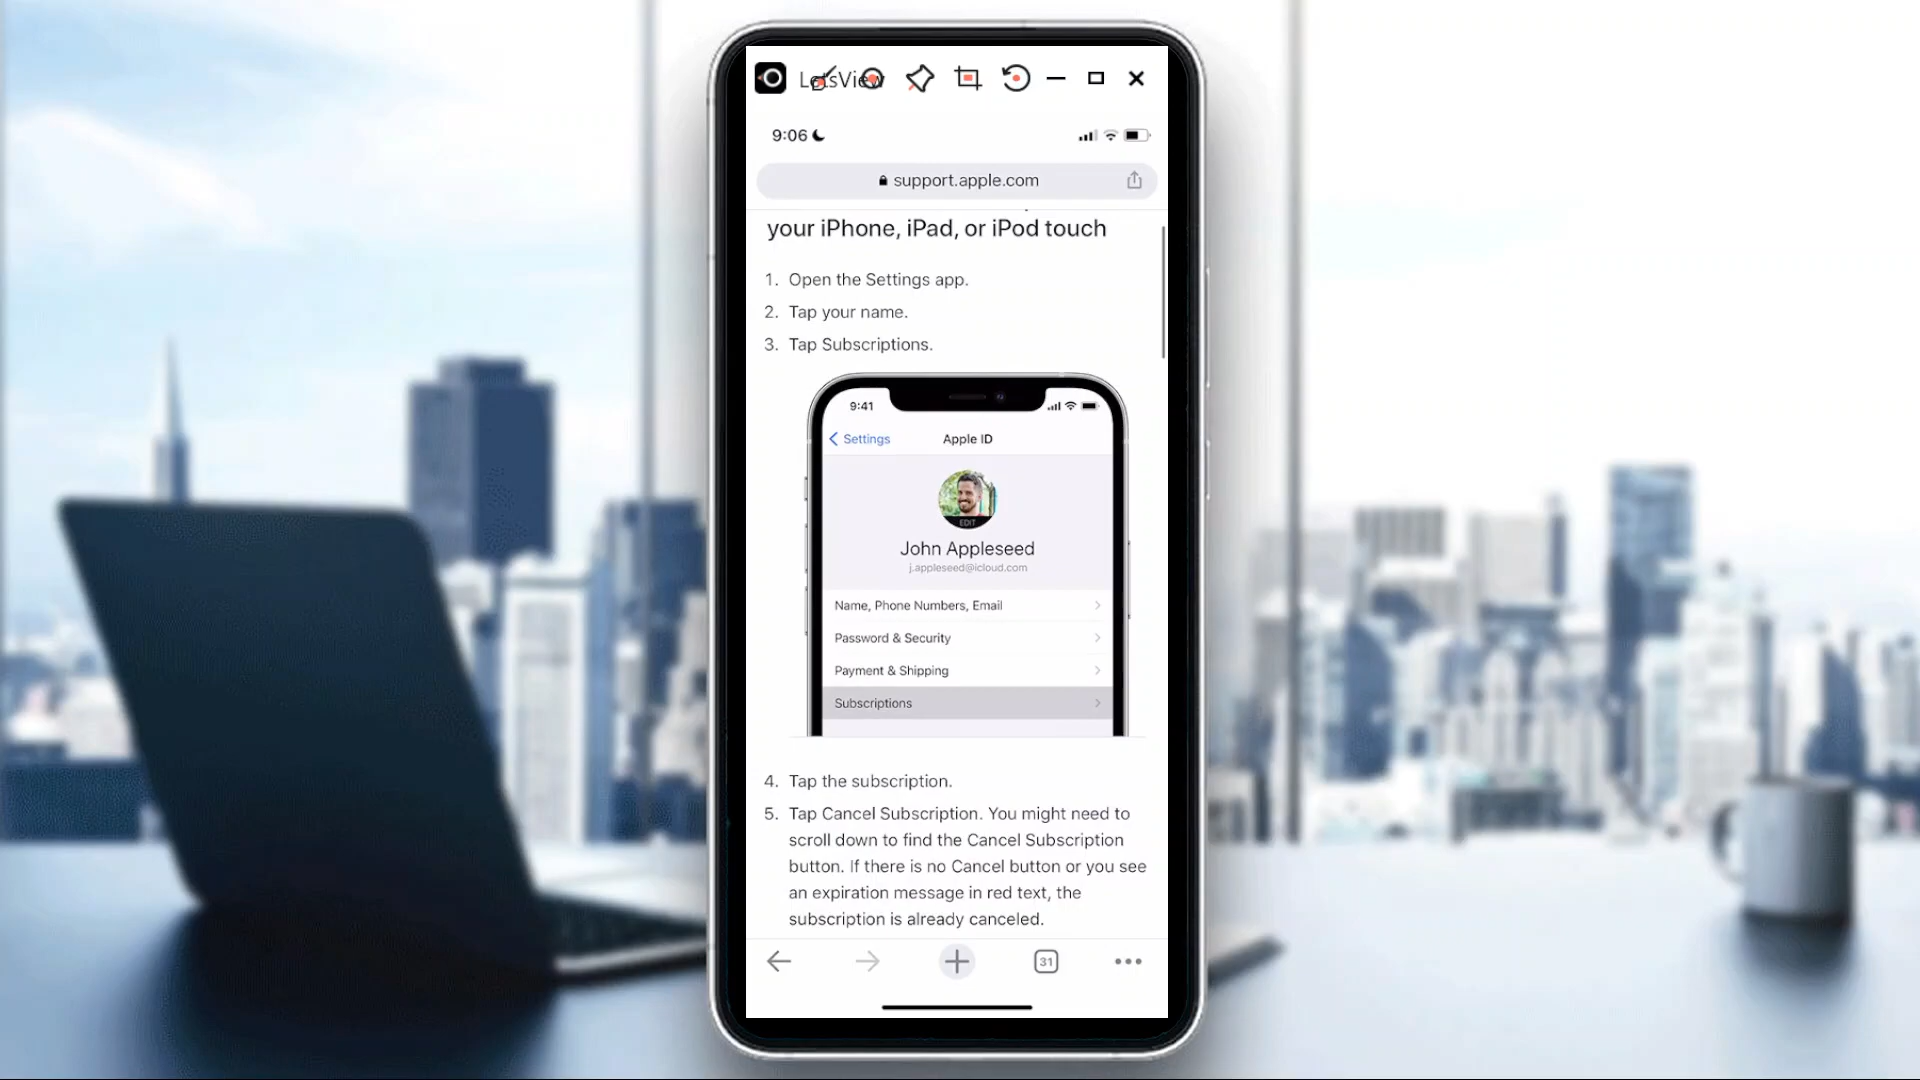 LetsView
9:06
support.apple.com
your iPhone, iPad, or iPod touch
1. Open the Settings app.
2. Tap your name.
3. Tap Subscriptions.
9:41
Settings
Apple ID
EDIT
John Appleseed
j.appleseed@icloud.com
Name, Phone Numbers, Email
Password & Security
Payment & Shipping
Subscriptions
4. Tap the subscription.
5. Tap Cancel Subscription. You might need to
scroll down to find the Cancel Subscription
button. If there is no Cancel button or you see
an expiration message in red text, the
subscription is already canceled.
31